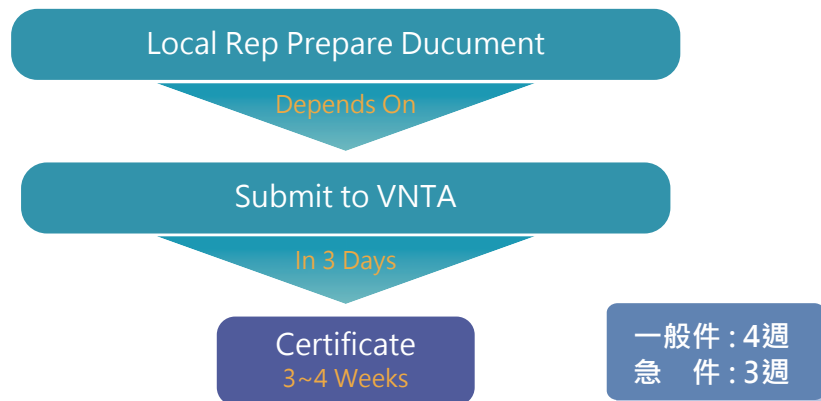 Local Rep Prepare Ducument
Depends On
Submit to VNTA
In 3 Days
Certificate
3~4 Weeks
一般件 : 4週
急　件 : 3週